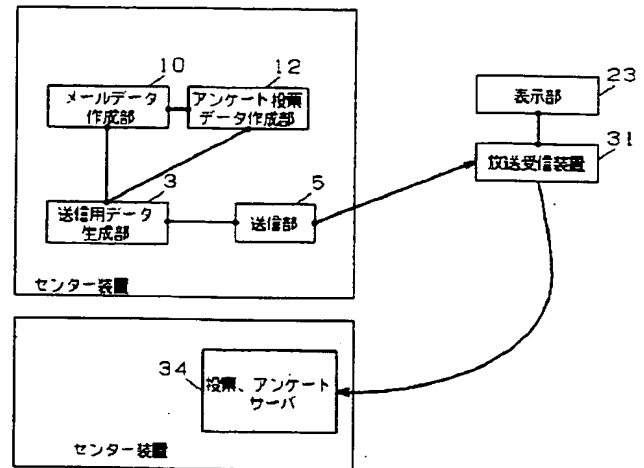 10
メールデータ
作成部
12
アンケート投票
データ作成部
3
送信用データ
生成部
5
送信部
センター装置
23
表示部
31
放送受信装置
34
投票、アンケート
サーバ
センター装置